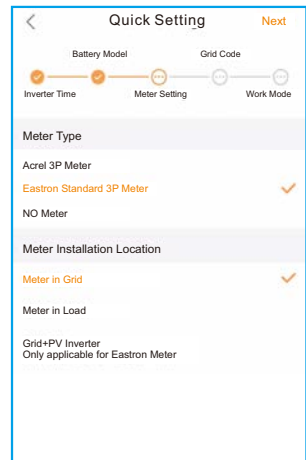 Quick Setting
Next
Battery Model
Grid Code
Inverter Time
Meter Setting
Work Mode
Meter Type
Acrel 3P Meter
Eastron Standard 3P Meter
NO Meter
Meter Installation Location
Meter in Grid
Meter in Load
Grid+PV Inverter
Only applicable for Eastron Meter